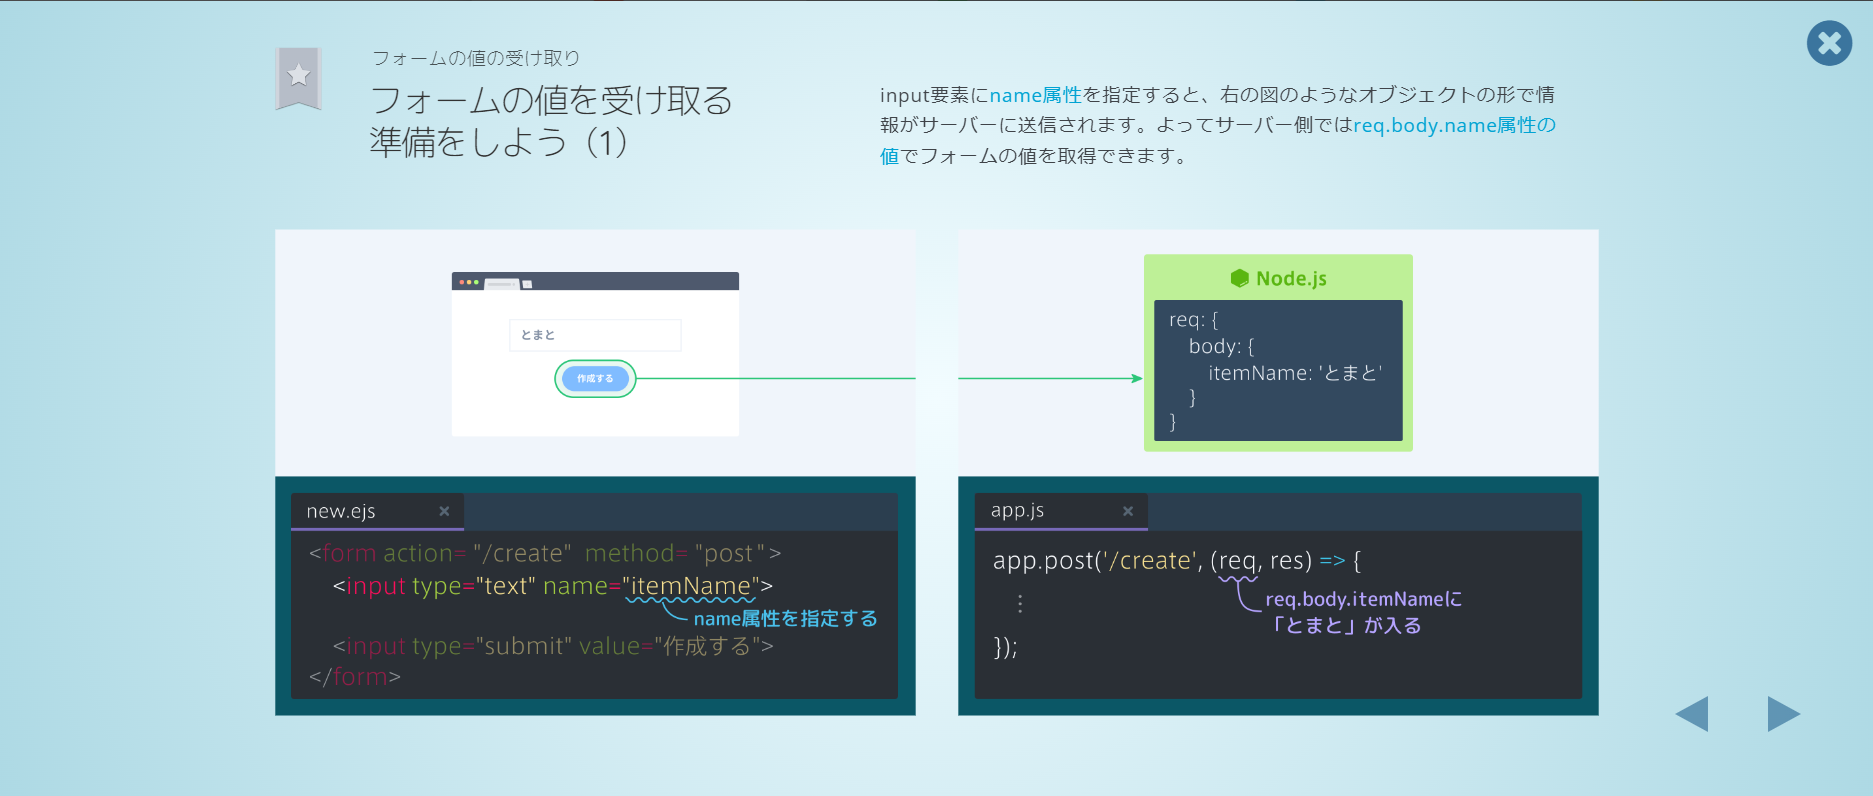 フォームの値の受け取り
フォームの値を受け取る
準備をしよう（1）
input要素にname属性を指定すると、右の図のようなオブジェクトの形で情
報がサーバーに送信されます。よってサーバー側ではreq.body.name属性の
値でフォームの値を取得できます。
とまと
作成する
Node.js
req: {
body: {
itemName: 'とまと'
}
}
new.ejs ×
<form action= "/create" method= "post">
<input type="text" name="itemName">
name属性を指定する
<input type="submit" value="作成する">
</form>
app.js ×
app.post('/create', (req, res) => {
req.body.itemNameに
「とまと」が入る
⋮
});